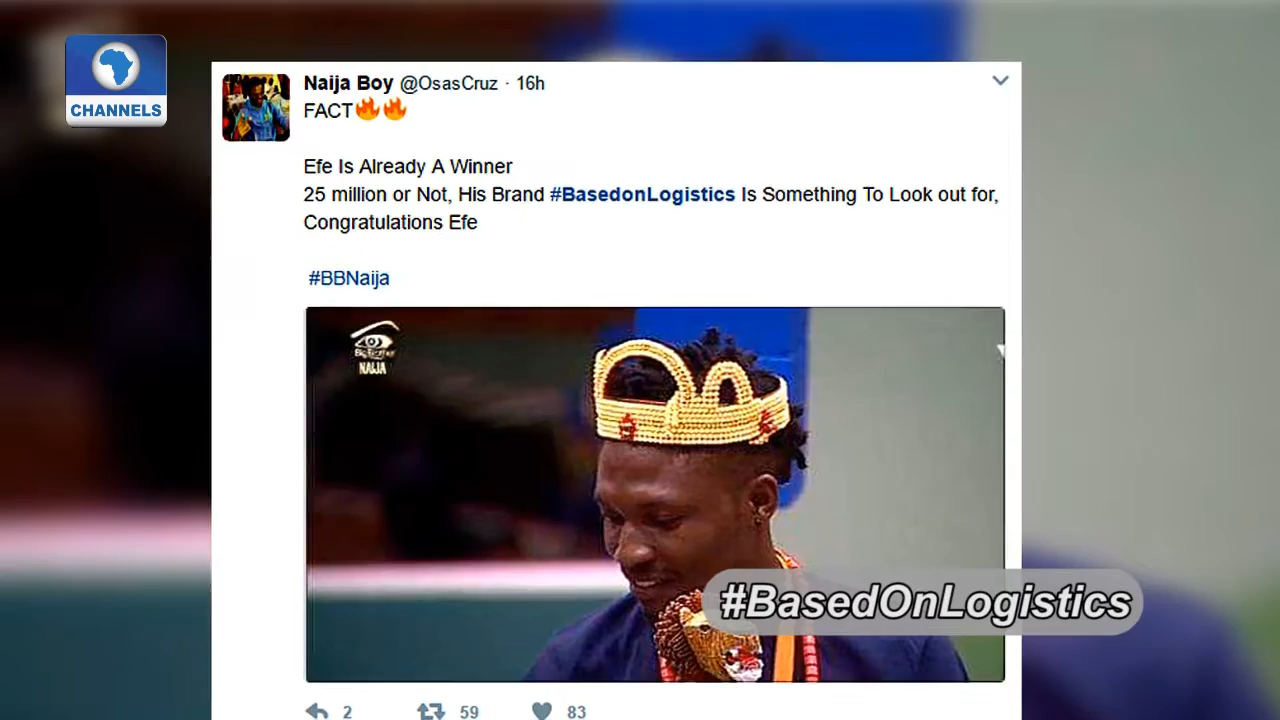 CHANNELS
Naija Boy @OsasCruz · 16h
FACT🔥🔥
Efe Is Already A Winner
25 million or Not, His Brand #BasedonLogistics Is Something To Look out for,
Congratulations Efe
#BBNaija
NAIJA
#BasedOnLogistics
2 59 83